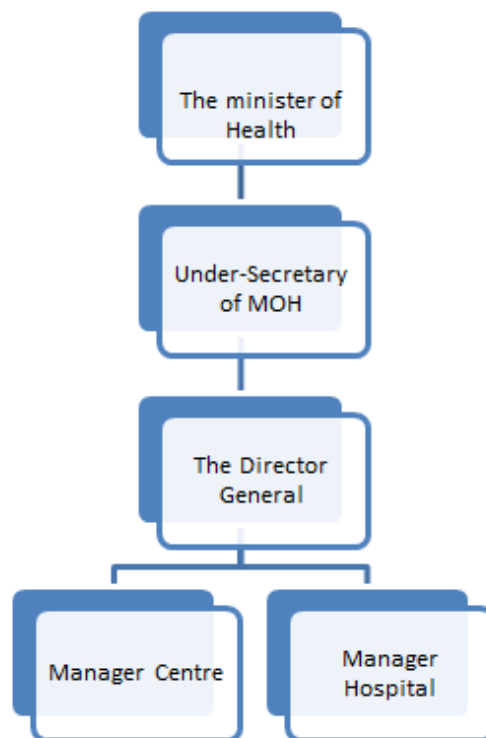 The minister of
Health
Under-Secretary
of MOH
The Director
General
Manager Centre
Manager
Hospital